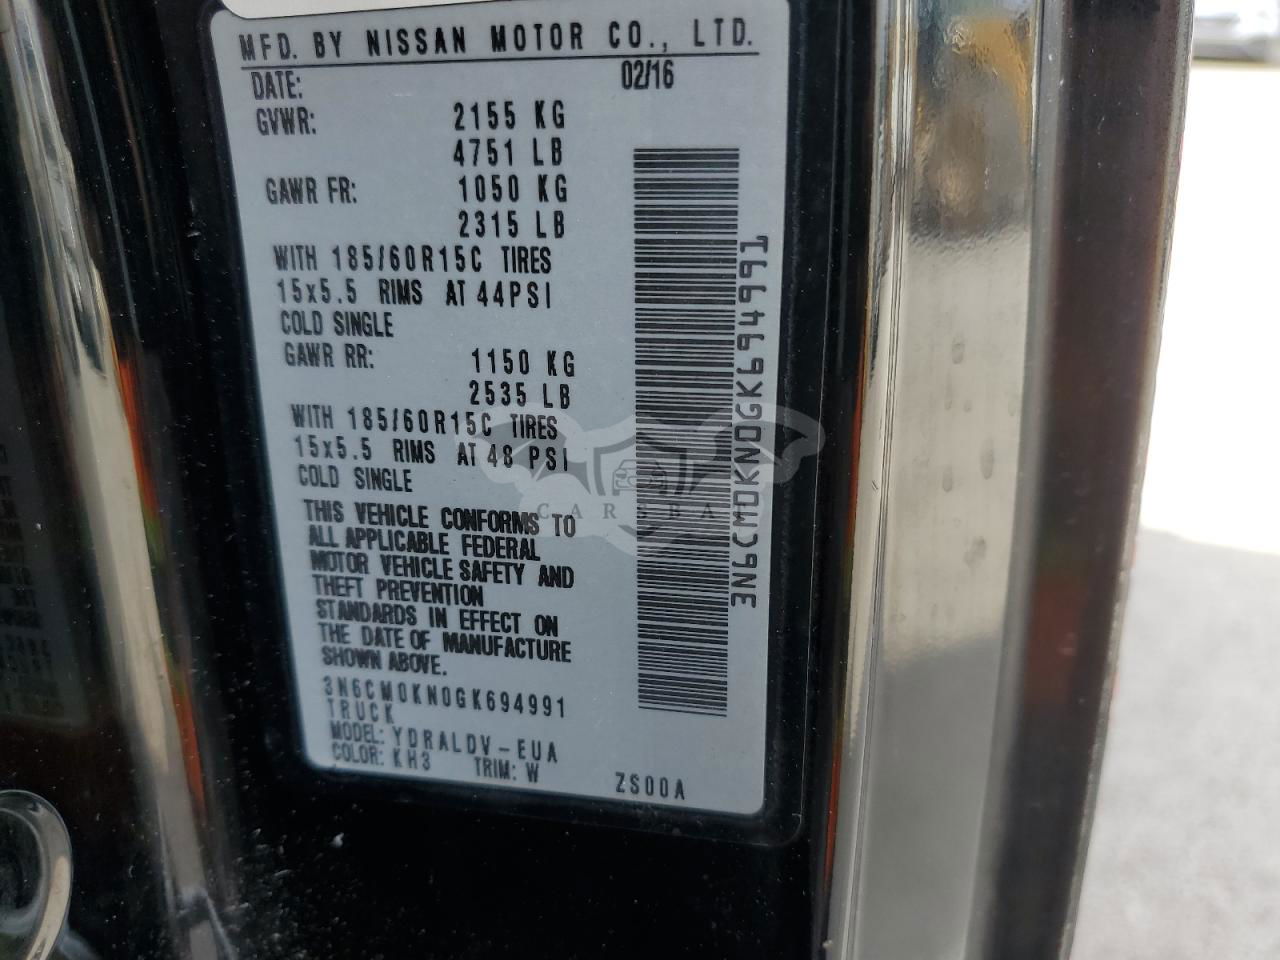 MFD. BY NISSAN MOTOR CO., LTD.
DATE: 02/16
GVWR: 2155 KG
4751 LB
GAWR FR: 1050 KG
2315 LB
WITH 185/60R15C TIRES
15x5.5 RIMS AT 44PSI
COLD SINGLE
GAWR RR: 1150 KG
2535 LB
WITH 185/60R15C TIRES
15x5.5 RIMS AT 48 PSI
COLD SINGLE
THIS VEHICLE CONFORMS TO
ALL APPLICABLE FEDERAL
MOTOR VEHICLE SAFETY AND
THEFT PREVENTION
STANDARDS IN EFFECT ON
THE DATE OF MANUFACTURE
SHOWN ABOVE.
3N6CM0KN0GK694991
TRUCK
MODEL: YDRALDV-EUA
COLOR: KH3 TRIM: W ZS00A
3N6CM0KN0GK694991